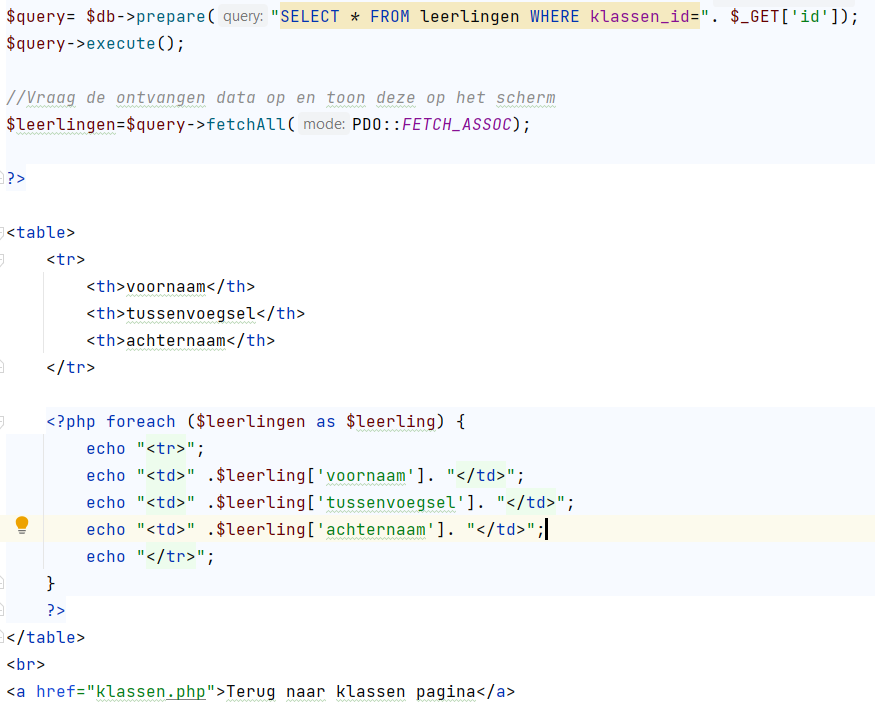 $query= $db->prepare( query: "SELECT * FROM leerlingen WHERE klassen_id=". $_GET['id']);
$query->execute();
//Vraag de ontvangen data op en toon deze op het scherm
$leerlingen=$query->fetchAll( mode: PDO::FETCH_ASSOC);
?>
<table>
    <tr>
        <th>voornaam</th>
        <th>tussenvoegsel</th>
        <th>achternaam</th>
    </tr>
    <?php foreach ($leerlingen as $leerling) {
        echo "<tr>";
        echo "<td>" .$leerling['voornaam']. "</td>";
        echo "<td>" .$leerling['tussenvoegsel']. "</td>";
        echo "<td>" .$leerling['achternaam']. "</td>";
        echo "</tr>";
    }
    ?>
</table>
<br>
<a href="klassen.php">Terug naar klassen pagina</a>